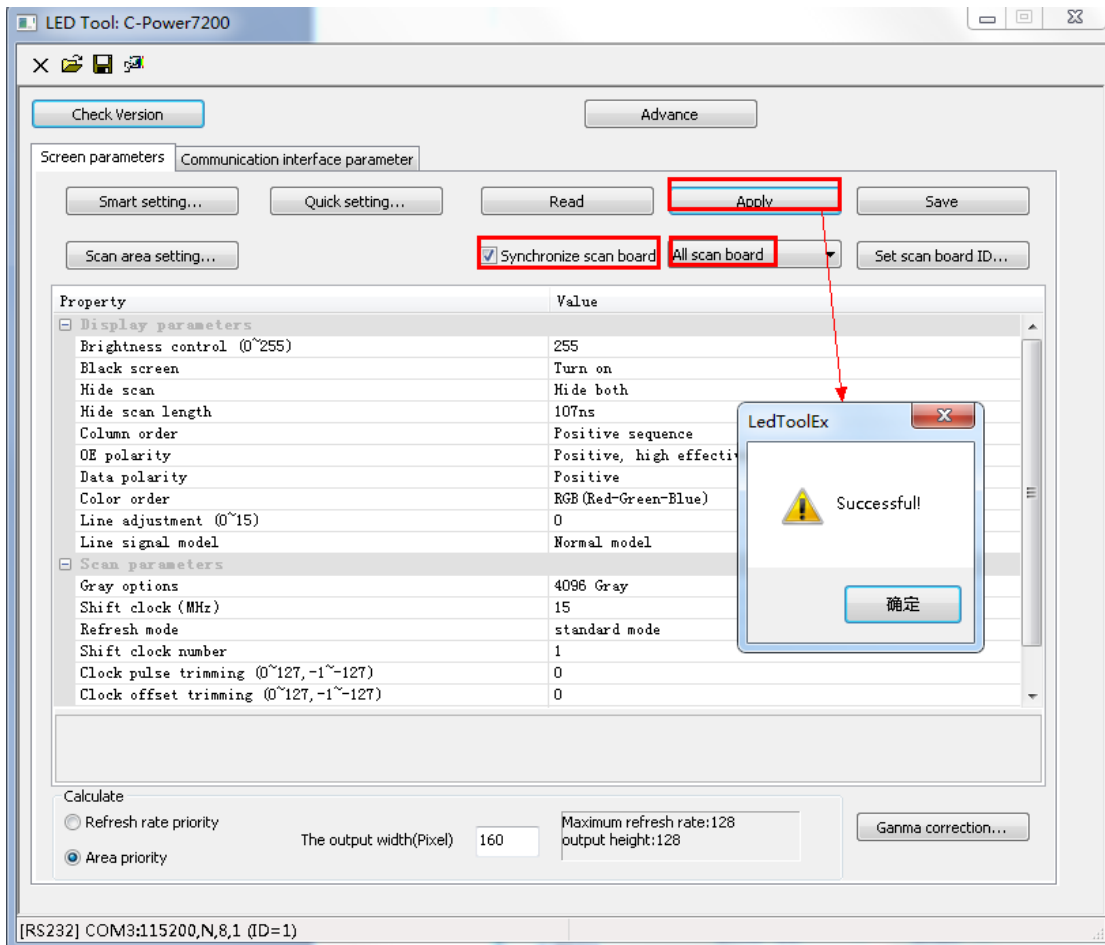 LED Tool: C-Power7200
Check Version
Advance
Screen parameters
Communication interface parameter
Smart setting...
Quick setting...
Read
Apply
Save
Scan area setting...
Synchronize scan board
All scan board
Set scan board ID...
Property Value
Display parameters
Brightness control (0~255) 255
Black screen Turn on
Hide scan Hide both
Hide scan length 107ns
Column order Positive sequence
OE polarity Positive, high effectiv
Data polarity Positive
Color order RGB(Red-Green-Blue)
Line adjustment (0~15) 0
Line signal model Normal model
Scan parameters
Gray options 4096 Gray
Shift clock(MHz) 15
Refresh mode standard mode
Shift clock number 1
Clock pulse trimming (0~127,-1~-127) 0
Clock offset trimming (0~127,-1~-127) 0
LedToolEx
Successful!
确定
Calculate
Refresh rate priority
Area priority
The output width(Pixel) 160
Maximum refresh rate:128
output height:128
Ganma correction...
[RS232] COM3:115200,N,8,1 (ID=1)